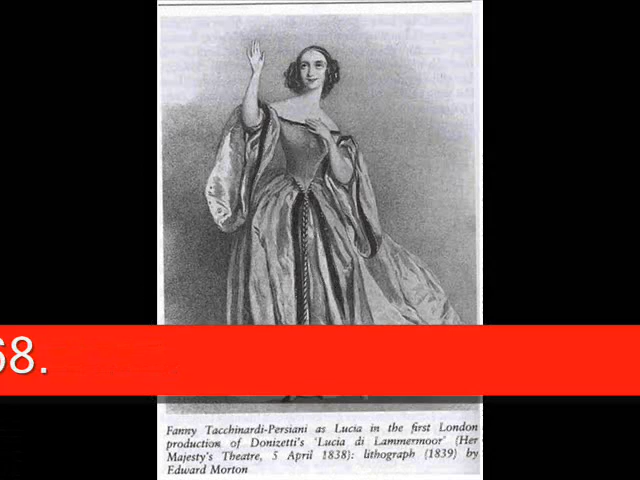 68.
Fanny Tacchinardi-Persiani as Lucia in the first London
production of Donizetti's 'Lucia di Lammermoor' (Her
Majesty's Theatre, 5 April 1838): lithograph (1839) by
Edward Morton